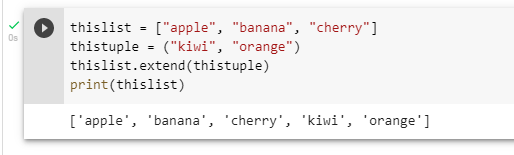 0s
thislist = ["apple", "banana", "cherry"]
thistuple = ("kiwi", "orange")
thislist.extend(thistuple)
print(thislist)
['apple', 'banana', 'cherry', 'kiwi', 'orange']